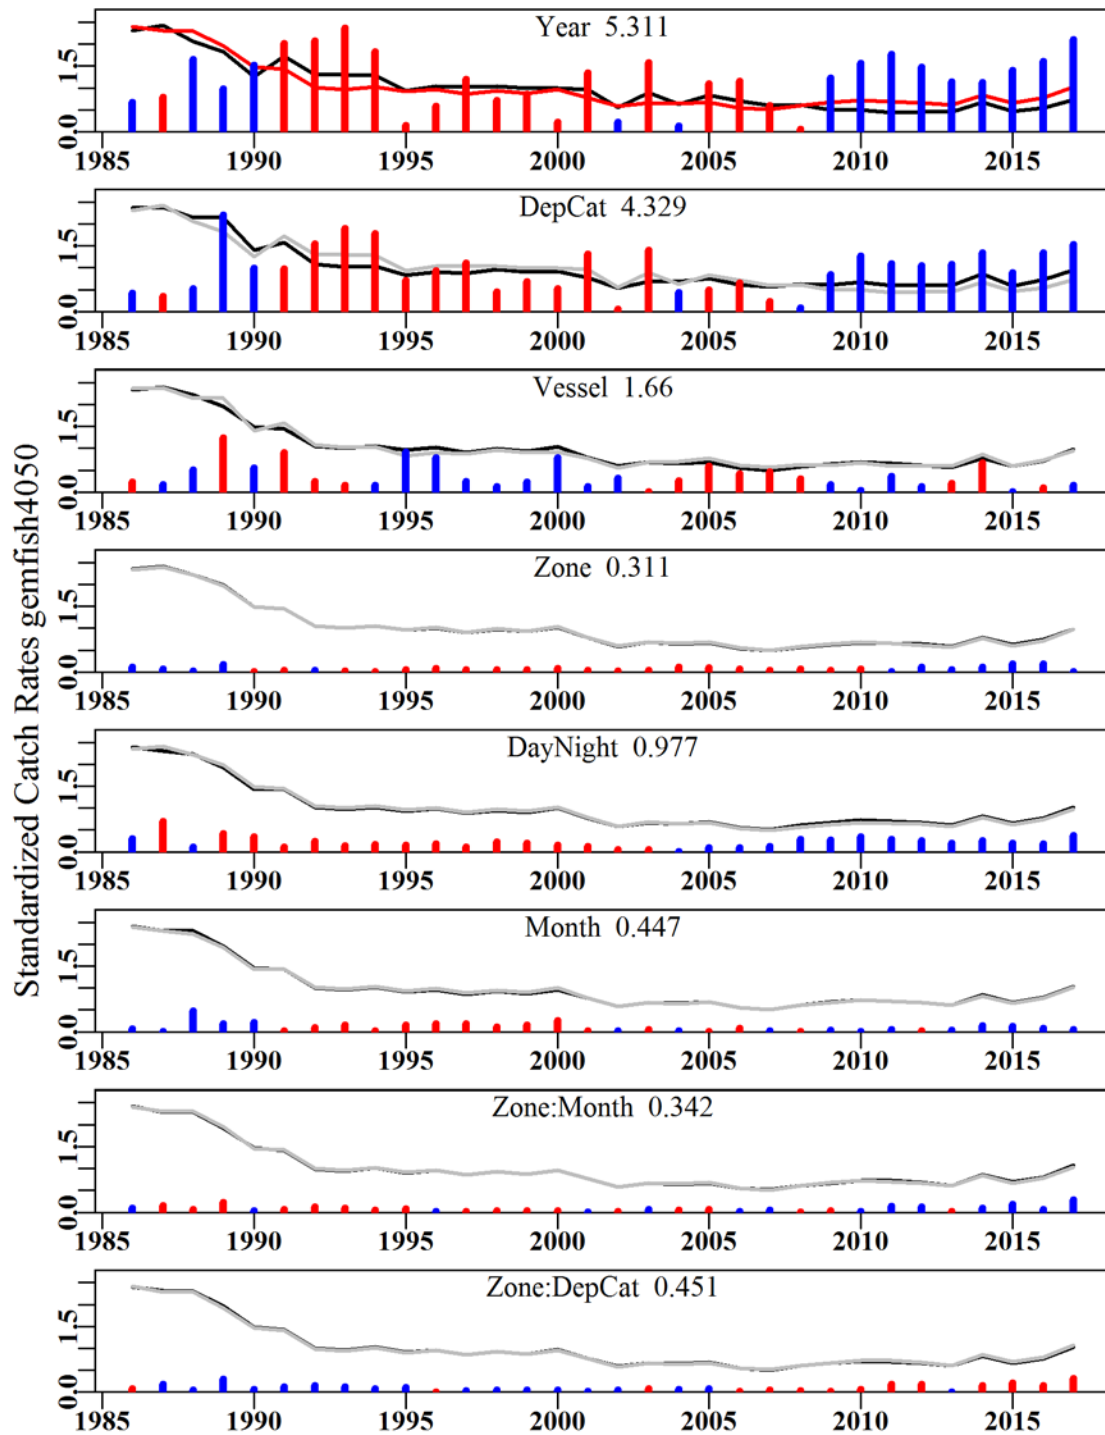 Standardized Catch Rates gemfish4050
Year 5.311
0.0 1.5
1985 1990 1995 2000 2005 2010 2015
DepCat 4.329
0.0 1.5
1985 1990 1995 2000 2005 2010 2015
Vessel 1.66
0.0 1.5
1985 1990 1995 2000 2005 2010 2015
Zone 0.311
0.0 1.5
1985 1990 1995 2000 2005 2010 2015
DayNight 0.977
0.0 1.5
1985 1990 1995 2000 2005 2010 2015
Month 0.447
0.0 1.5
1985 1990 1995 2000 2005 2010 2015
Zone:Month 0.342
0.0 1.5
1985 1990 1995 2000 2005 2010 2015
Zone:DepCat 0.451
0.0 1.5
1985 1990 1995 2000 2005 2010 2015